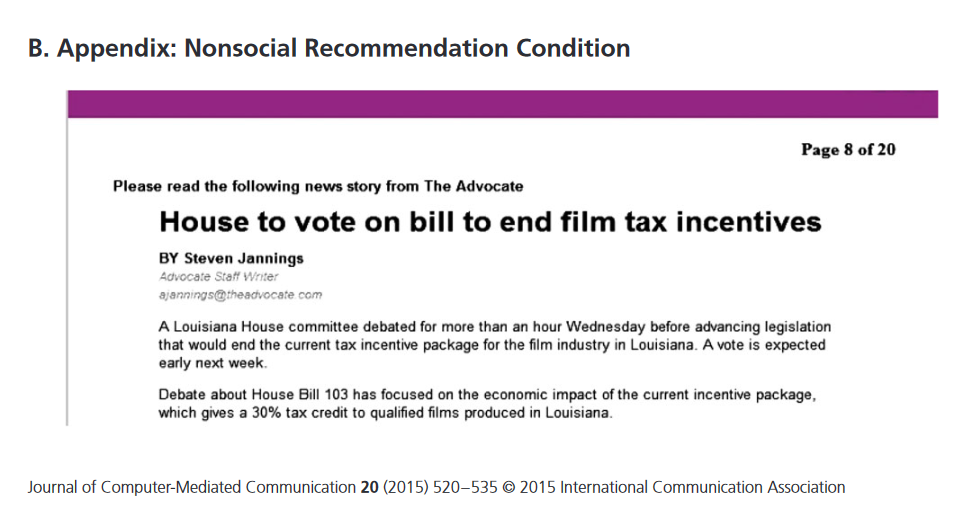 B. Appendix: Nonsocial Recommendation Condition
Page 8 of 20
Please read the following news story from The Advocate
House to vote on bill to end film tax incentives
BY Steven Jannings
Advocate Staff Writer
ajannings@theadvocate.com
A Louisiana House committee debated for more than an hour Wednesday before advancing legislation
that would end the current tax incentive package for the film industry in Louisiana. A vote is expected
early next week.
Debate about House Bill 103 has focused on the economic impact of the current incentive package,
which gives a 30% tax credit to qualified films produced in Louisiana.
Journal of Computer-Mediated Communication 20 (2015) 520–535 © 2015 International Communication Association